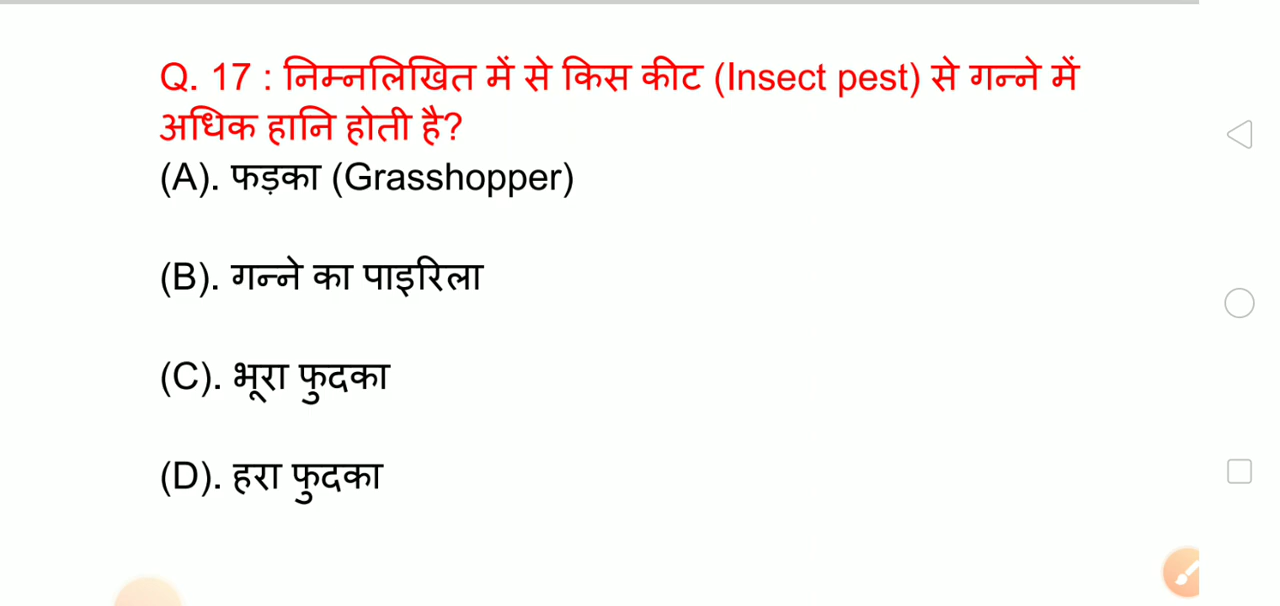 Q. 17 : निम्नलिखित में से किस कीट (Insect pest) से गन्ने में
अधिक हानि होती है?
(A). फड़का (Grasshopper)
(B). गन्ने का पाइरिला
(C). भूरा फुदका
(D). हरा फुदका